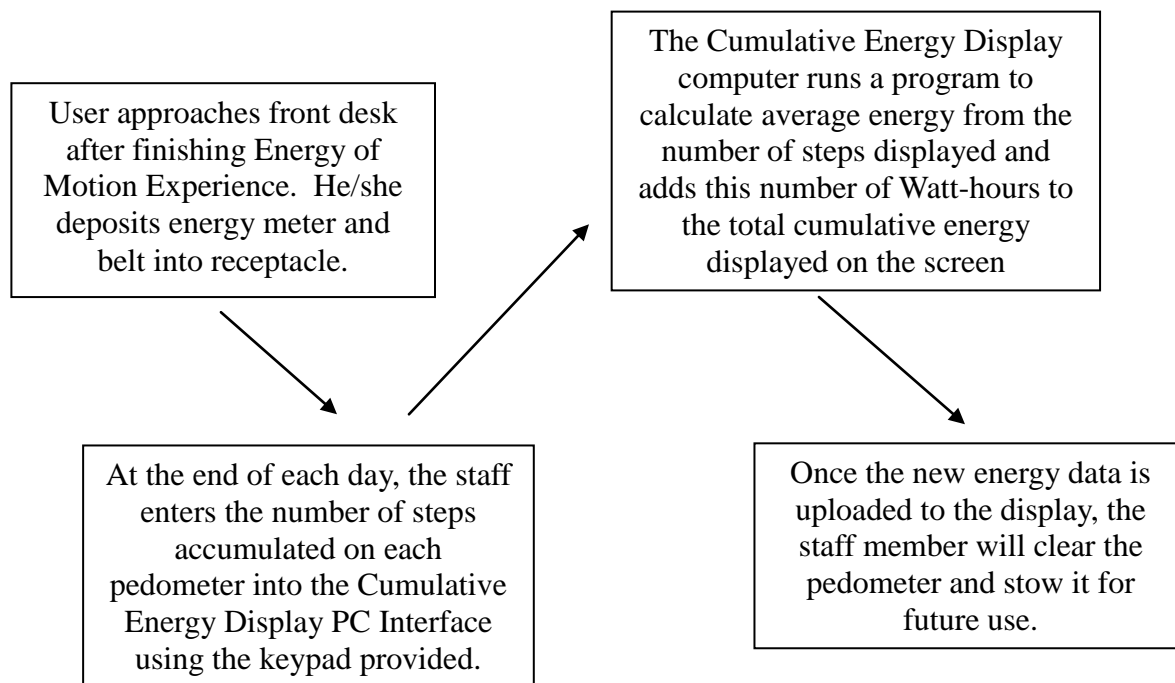 User approaches front desk
after finishing Energy of
Motion Experience.  He/she
deposits energy meter and
belt into receptacle.
At the end of each day, the staff
enters the number of steps
accumulated on each
pedometer into the Cumulative
Energy Display PC Interface
using the keypad provided.
The Cumulative Energy Display
computer runs a program to
calculate average energy from the
number of steps displayed and
adds this number of Watt-hours to
the total cumulative energy
displayed on the screen
Once the new energy data is
uploaded to the display, the
staff member will clear the
pedometer and stow it for
future use.